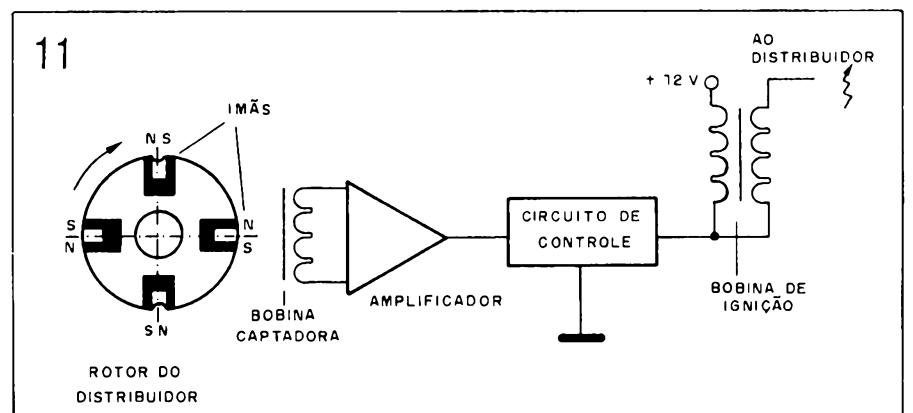 11
AO
DISTRIBUIDOR
+ 12 V
IMÃS
N S
S
N
N
S
S N
CIRCUITO DE
CONTROLE
AMPLIFICADOR
BOBINA
CAPTADORA
BOBINA DE
IGNIÇÃO
ROTOR DO
DISTRIBUIDOR